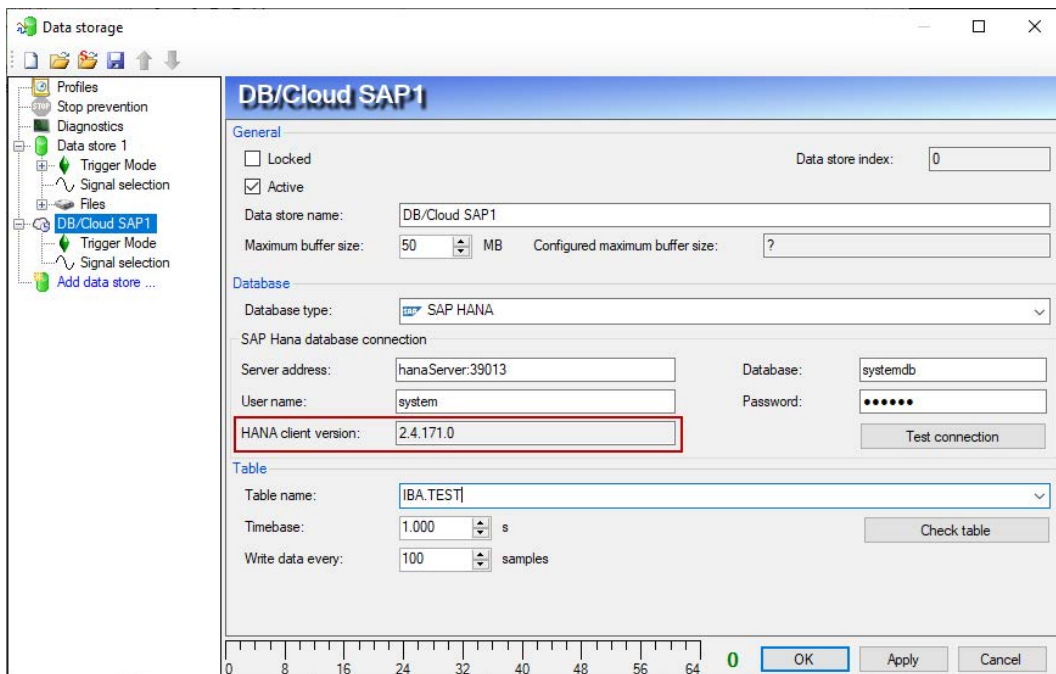 Data storage
Profiles
STOP Stop prevention
Diagnostics
Data store 1
Trigger Mode
Signal selection
Files
DB/Cloud SAP1
Trigger Mode
Signal selection
Add data store ...
DB/Cloud SAP1
General
Locked
Data store index: 0
Active
Data store name: DB/Cloud SAP1
Maximum buffer size: 50 MB Configured maximum buffer size: ?
Database
Database type: SAP SAP HANA
SAP Hana database connection
Server address: hanaServer:39013 Database: systemdb
User name: system Password: ●●●●●●
HANA client version: 2.4.171.0 Test connection
Table
Table name: IBA.TEST
Timebase: 1.000 s Check table
Write data every: 100 samples
0 8 16 24 32 40 48 56 64 0 OK Apply Cancel